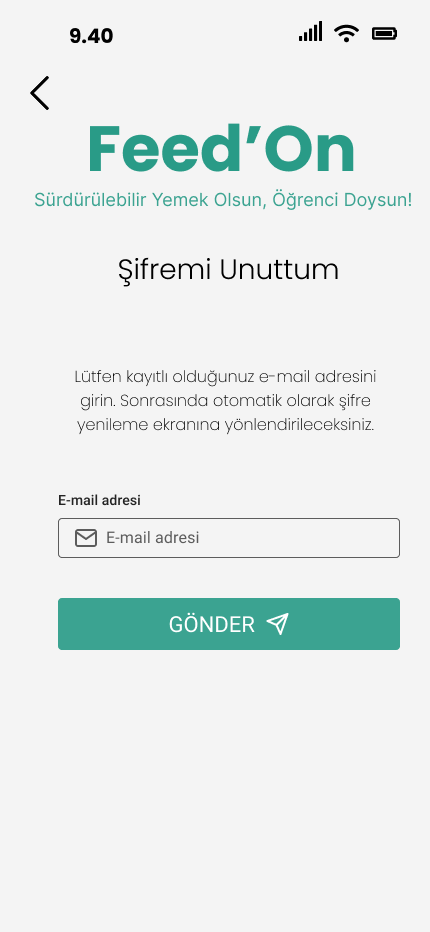 9.40
Feed’On
Sürdürülebilir Yemek Olsun, Öğrenci Doysun!
Şifremi Unuttum
Lütfen kayıtlı olduğunuz e-mail adresini
girin. Sonrasında otomatik olarak şifre
yenileme ekranına yönlendirileceksiniz.
E-mail adresi
E-mail adresi
GÖNDER